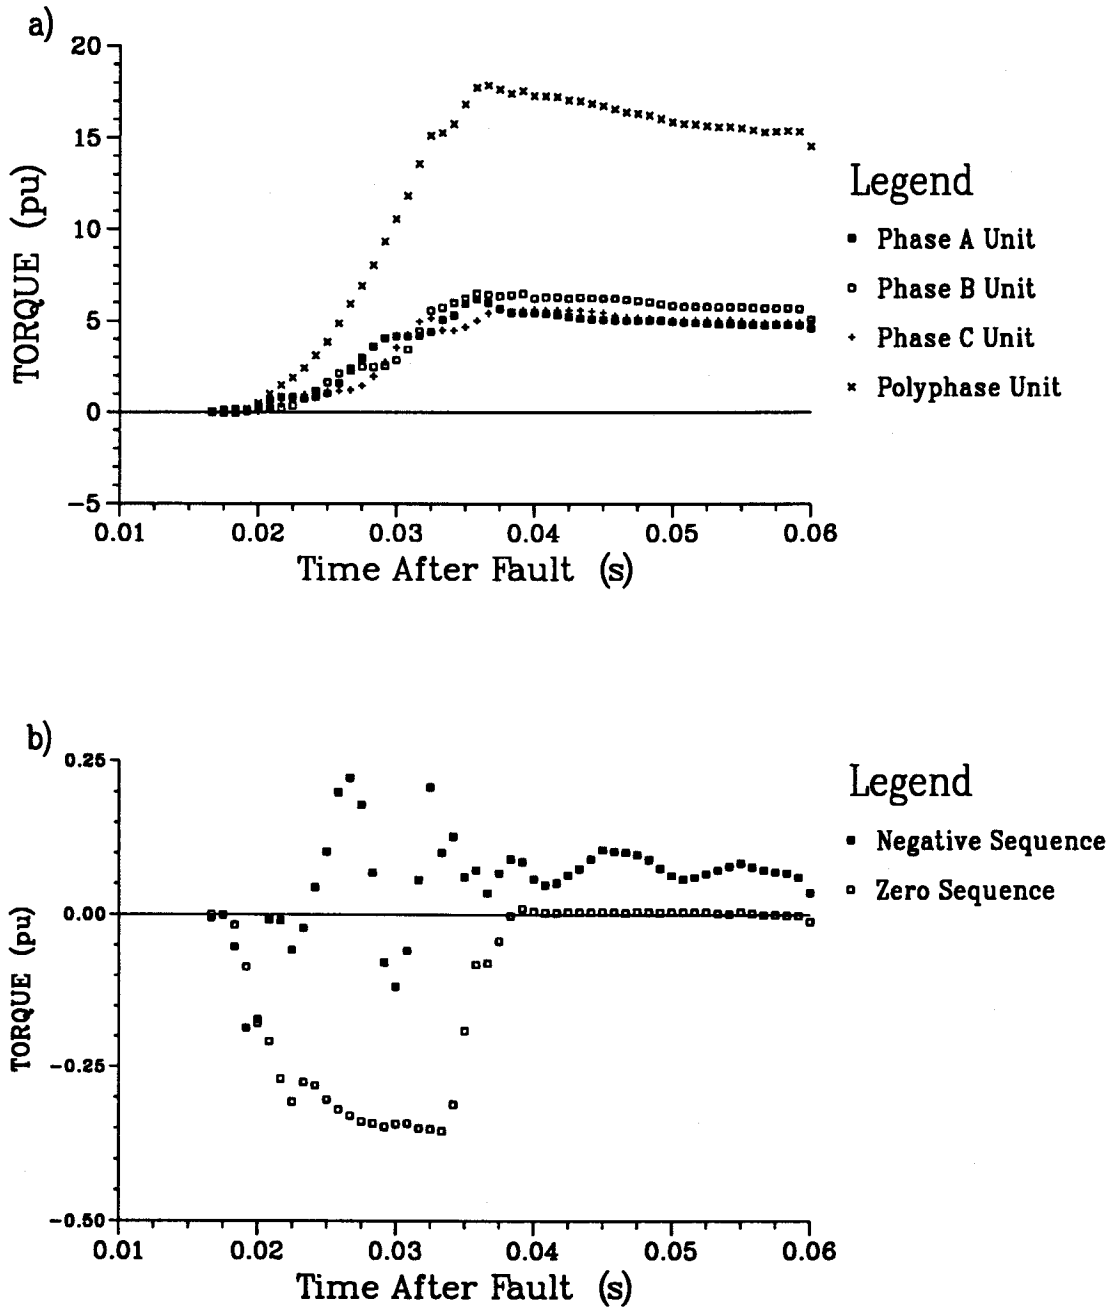 a)
20
15
10
5
0
−5
TORQUE (pu)
0.01 0.02 0.03 0.04 0.05 0.06
Time After Fault (s)
Legend
Phase A Unit
Phase B Unit
Phase C Unit
Polyphase Unit
b)
0.25
0.00
−0.25
−0.50
TORQUE (pu)
0.01 0.02 0.03 0.04 0.05 0.06
Time After Fault (s)
Legend
Negative Sequence
Zero Sequence